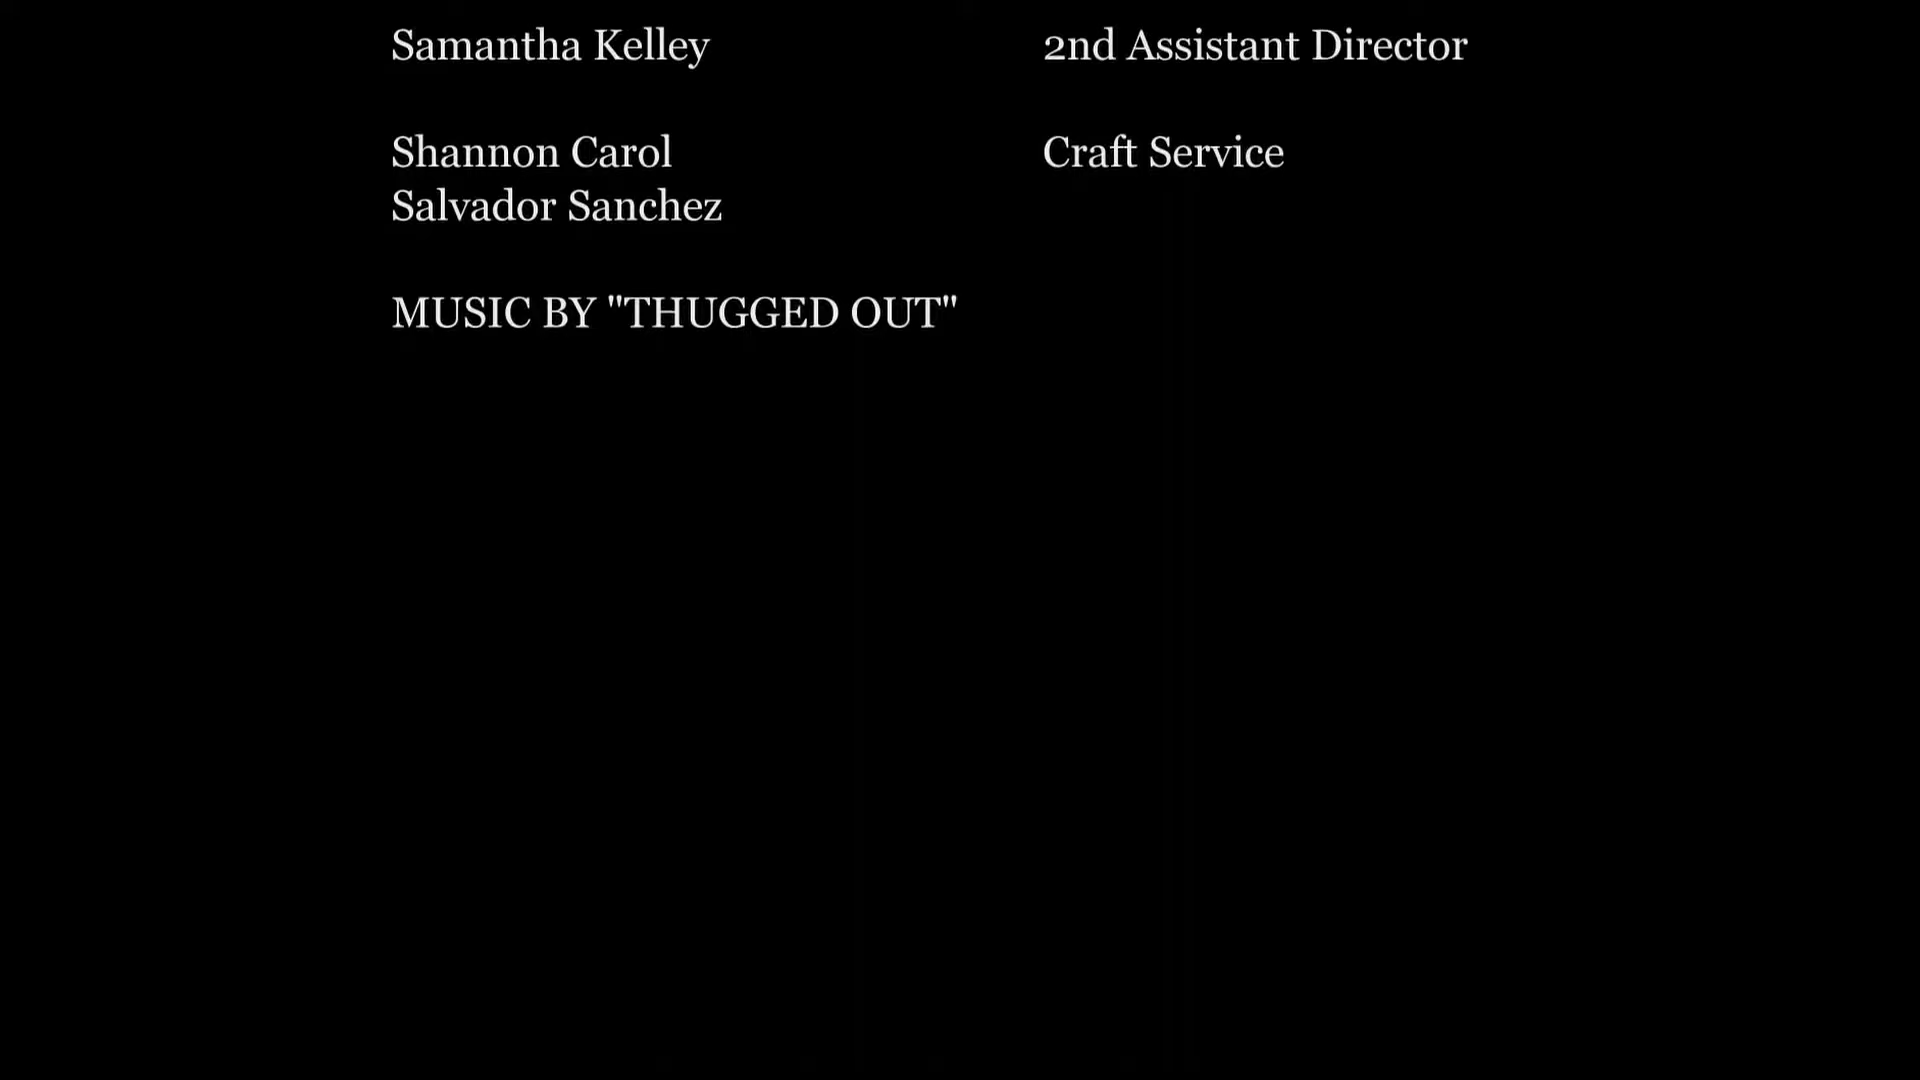 Samantha Kelley 2nd Assistant Director
Shannon Carol Craft Service
Salvador Sanchez
MUSIC BY "THUGGED OUT"